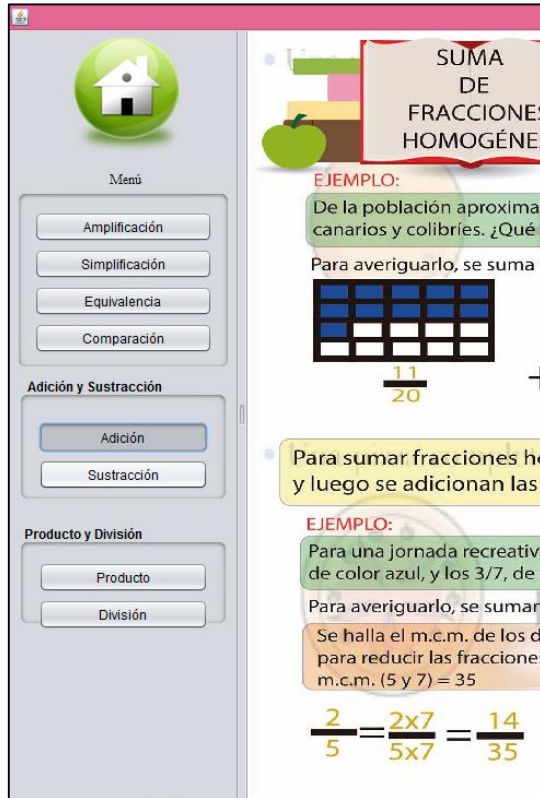 Menú
Amplificación
Simplificación
Equivalencia
Comparación
Adición y Sustracción
Adición
Sustracción
Producto y División
Producto
División
SUMA
DE
FRACCIONES
HOMOGÉNE
EJEMPLO:
De la población aproxima
canarios y colibríes. ¿Qué
Para averiguarlo, se suma
11
20
+
Para sumar fracciones h
y luego se adicionan las
EJEMPLO:
Para una jornada recreativ
de color azul, y los 3/7, de
Para averiguarlo, se sumar
Se halla el m.c.m. de los d
para reducir las fraccione
m.c.m. (5 y 7) = 35
2 2x7 14
— = — = —
5 5x7 35